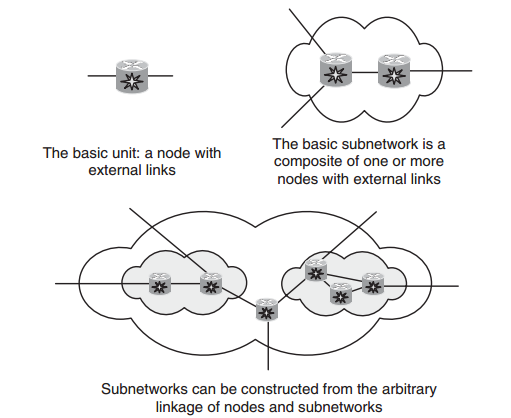 The basic unit: a node with
external links
The basic subnetwork is a
composite of one or more
nodes with external links
Subnetworks can be constructed from the arbitrary
linkage of nodes and subnetworks